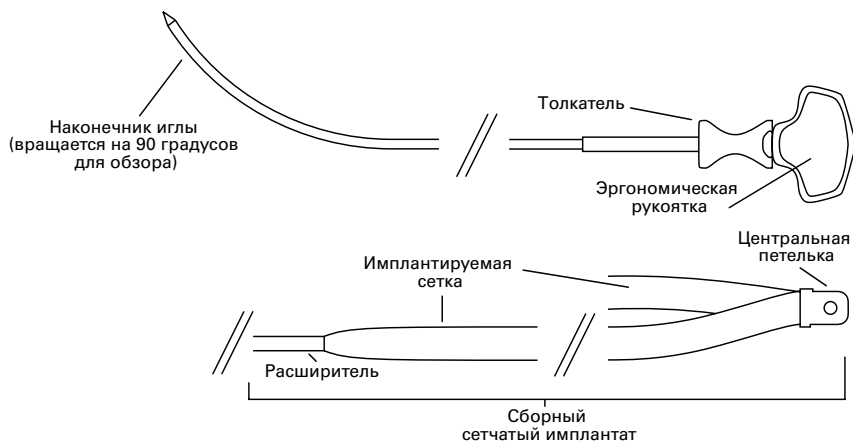 Толкатель
Наконечник иглы
(вращается на 90 градусов
для обзора)
Эргономическая
рукоятка
Центральная
петелька
Имплантируемая
сетка
Расширитель
Сборный
сетчатый имплантат